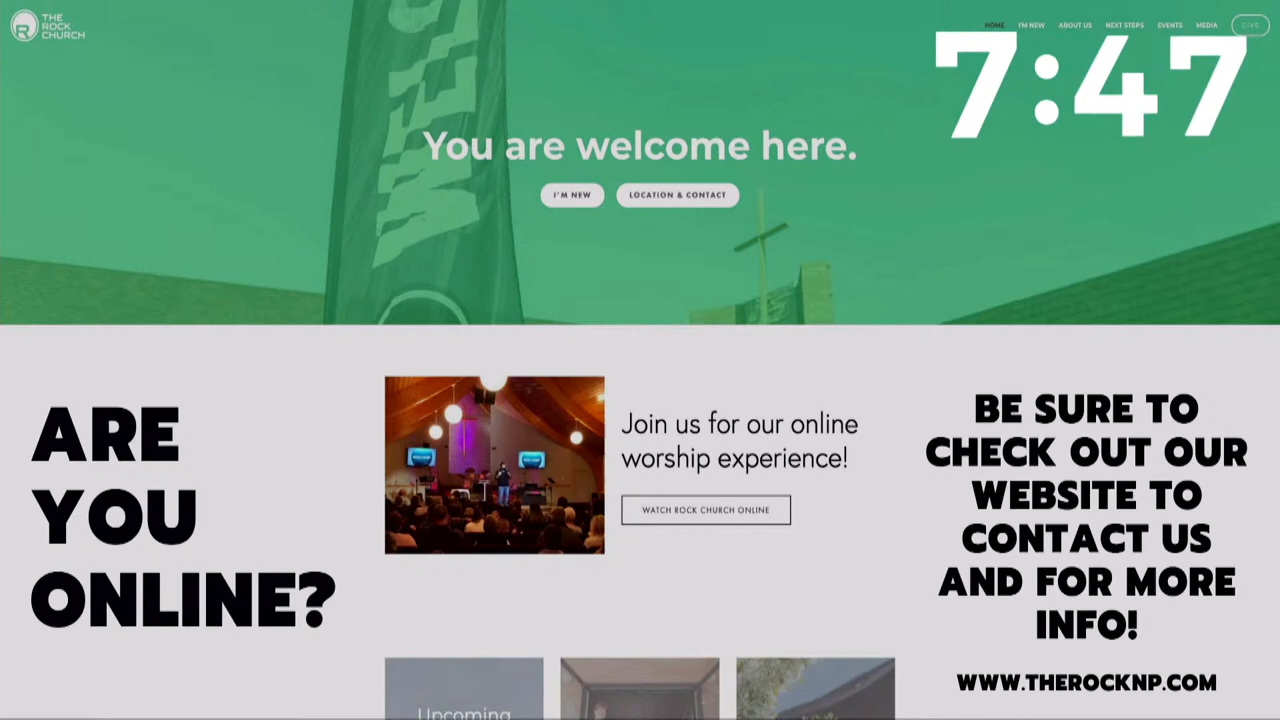 THE
ROCK
CHURCH
HOME I'M NEW ABOUT US NEXT STEPS EVENTS MEDIA GIVE
7:47
WELC
You are welcome here.
I'M NEW LOCATION & CONTACT
ARE
YOU
ONLINE?
Join us for our online
worship experience!
WATCH ROCK CHURCH ONLINE
BE SURE TO
CHECK OUT OUR
WEBSITE TO
CONTACT US
AND FOR MORE
INFO!
WWW.THEROCKNP.COM
Upcoming